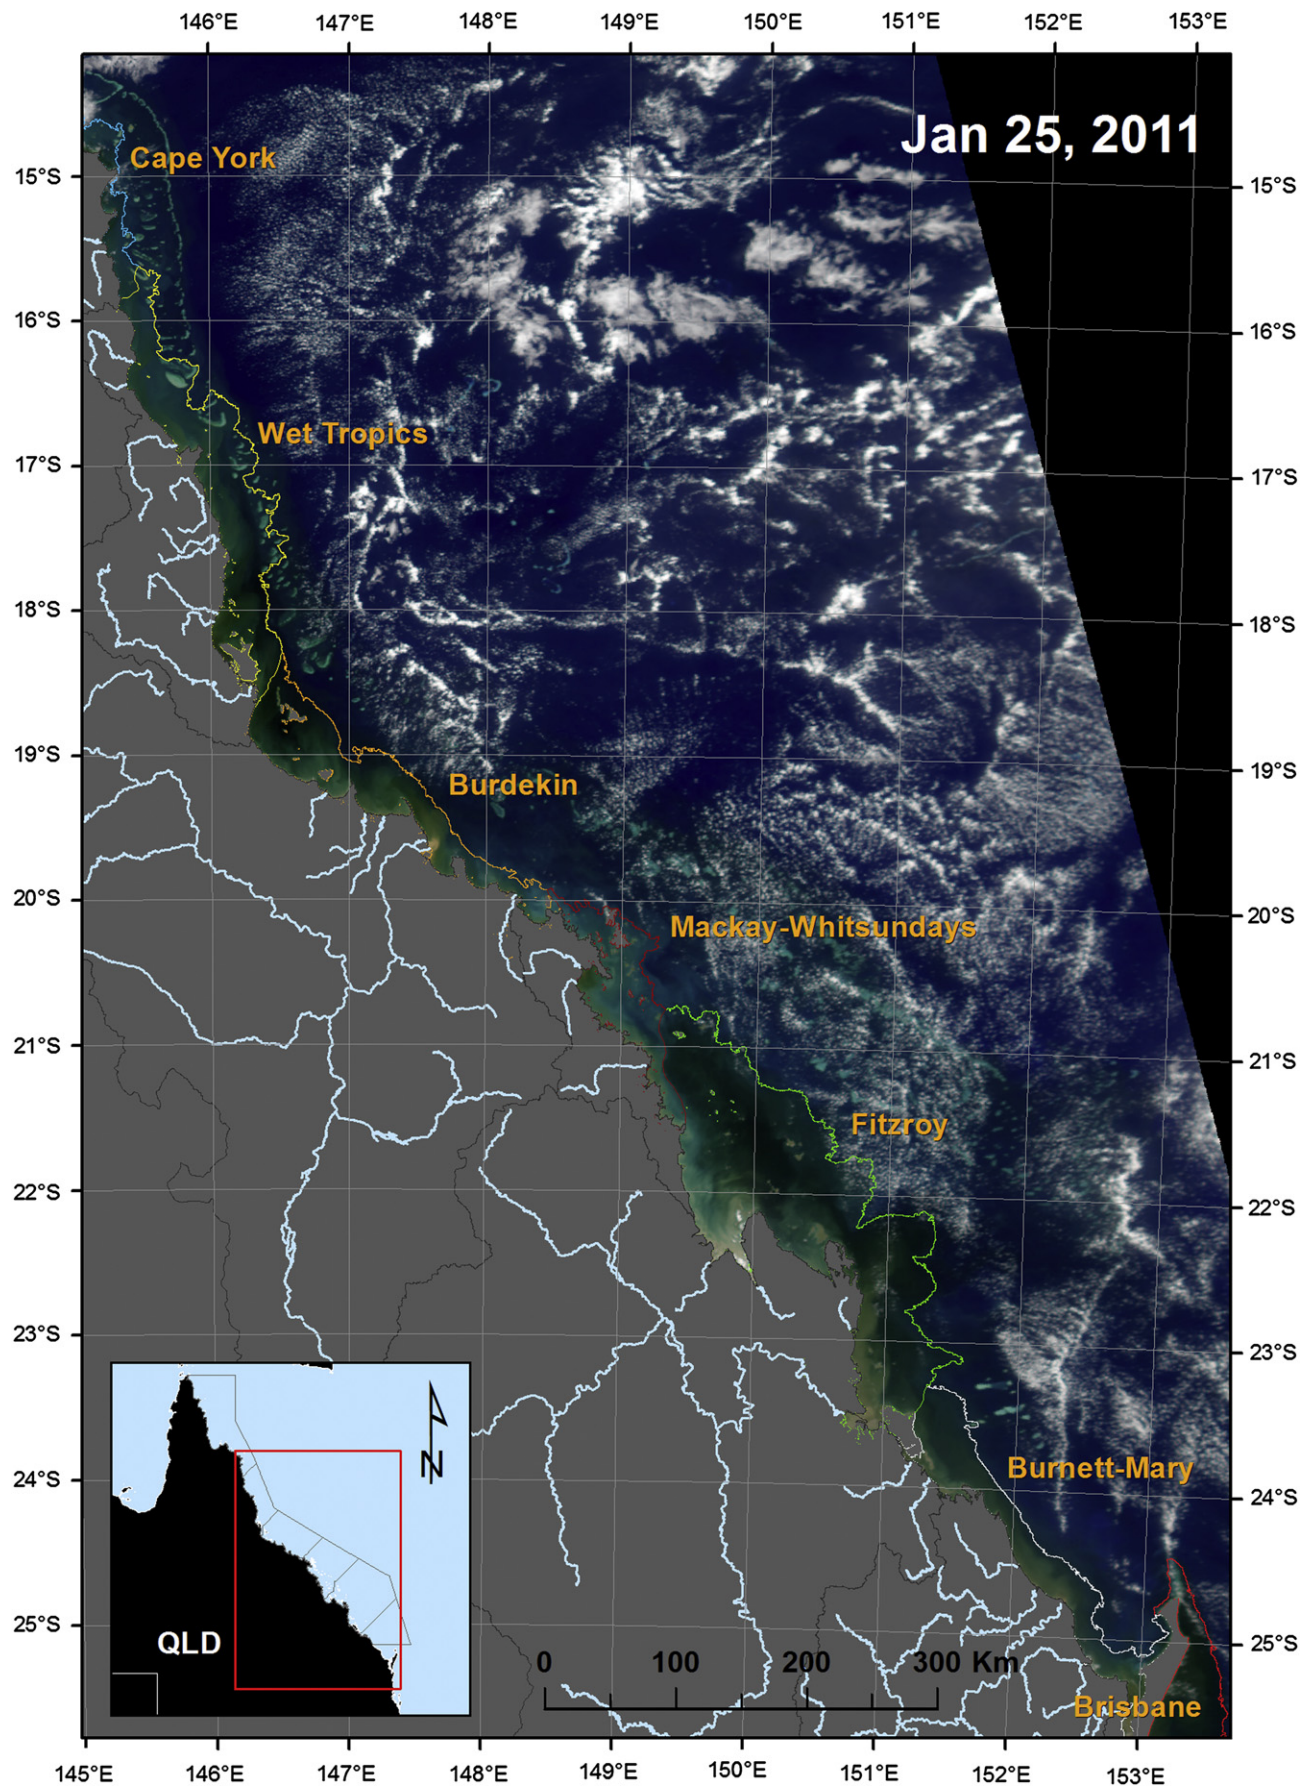 146°E 147°E 148°E 149°E 150°E 151°E 152°E 153°E
Jan 25, 2011
Cape York
15°S 15°S
16°S 16°S
Wet Tropics
17°S 17°S
18°S 18°S
19°S 19°S
Burdekin
20°S 20°S
Mackay-Whitsundays
21°S 21°S
Fitzroy
22°S 22°S
23°S 23°S
N
Burnett-Mary
24°S 24°S
25°S 25°S
QLD
0 100 200 300 Km
Brisbane
145°E 146°E 147°E 148°E 149°E 150°E 151°E 152°E 153°E